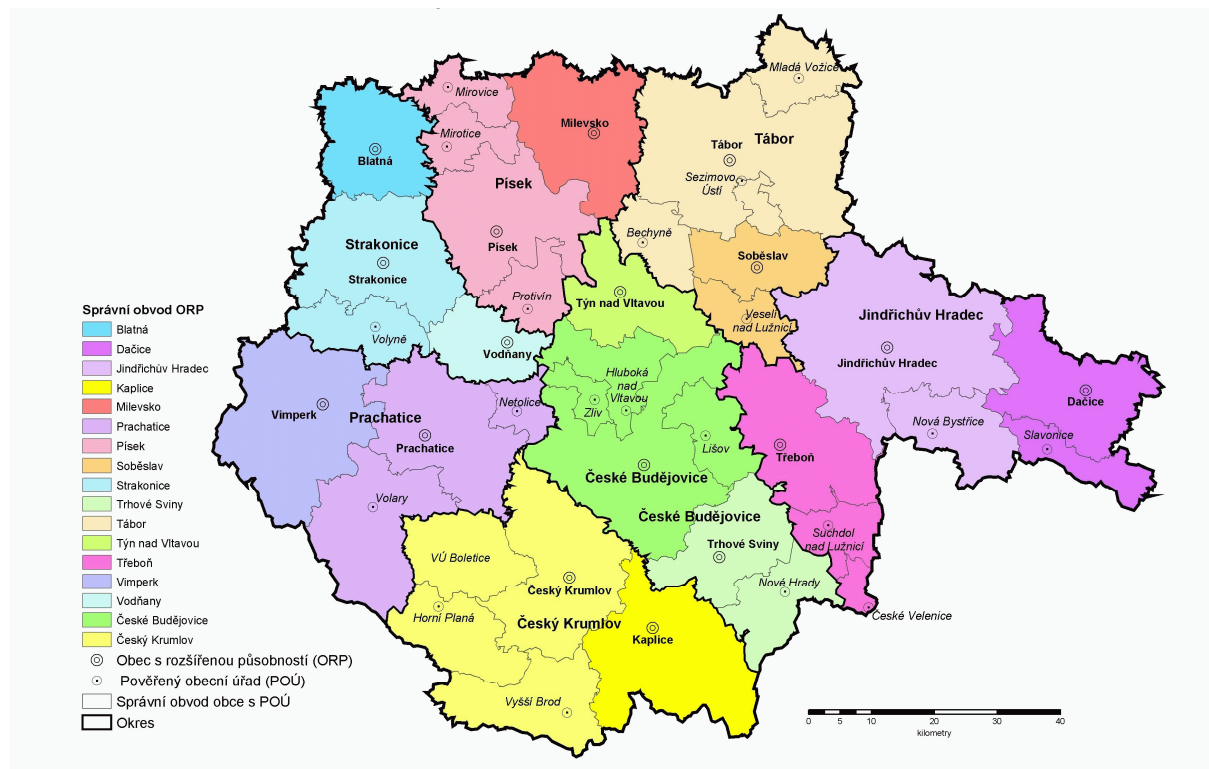 Mladá Vožice
Mirovice
Milevsko
Mirotice
Tábor
Tábor
Blatná
Sezimovo
Ústí
Písek
Bechyně
Písek
Strakonice
Soběslav
Strakonice
Protivín
Týn nad Vltavou
Veselí
nad Lužnicí
Jindřichův Hradec
Volyně
Vodňany
Jindřichův Hradec
Hluboká
nad
Vltavou
Netolice
Zliv
Dačice
Vimperk
Prachatice
Prachatice
Nová Bystřice
Slavonice
Lišov
Třeboň
České Budějovice
Volary
České Budějovice
Suchdol
nad Lužnicí
Trhové Sviny
VÚ Boletice
Nové Hrady
Český Krumlov
Horní Planá
České Velenice
Český Krumlov
Kaplice
Vyšší Brod
Správní obvod ORP
Blatná
Dačice
Jindřichův Hradec
Kaplice
Milevsko
Prachatice
Písek
Soběslav
Strakonice
Trhové Sviny
Tábor
Týn nad Vltavou
Třeboň
Vimperk
Vodňany
České Budějovice
Český Krumlov
Obec s rozšířenou působností (ORP)
Pověřený obecní úřad (POÚ)
Správní obvod obce s POÚ
Okres
0 5 10 20 30 40
kilometry